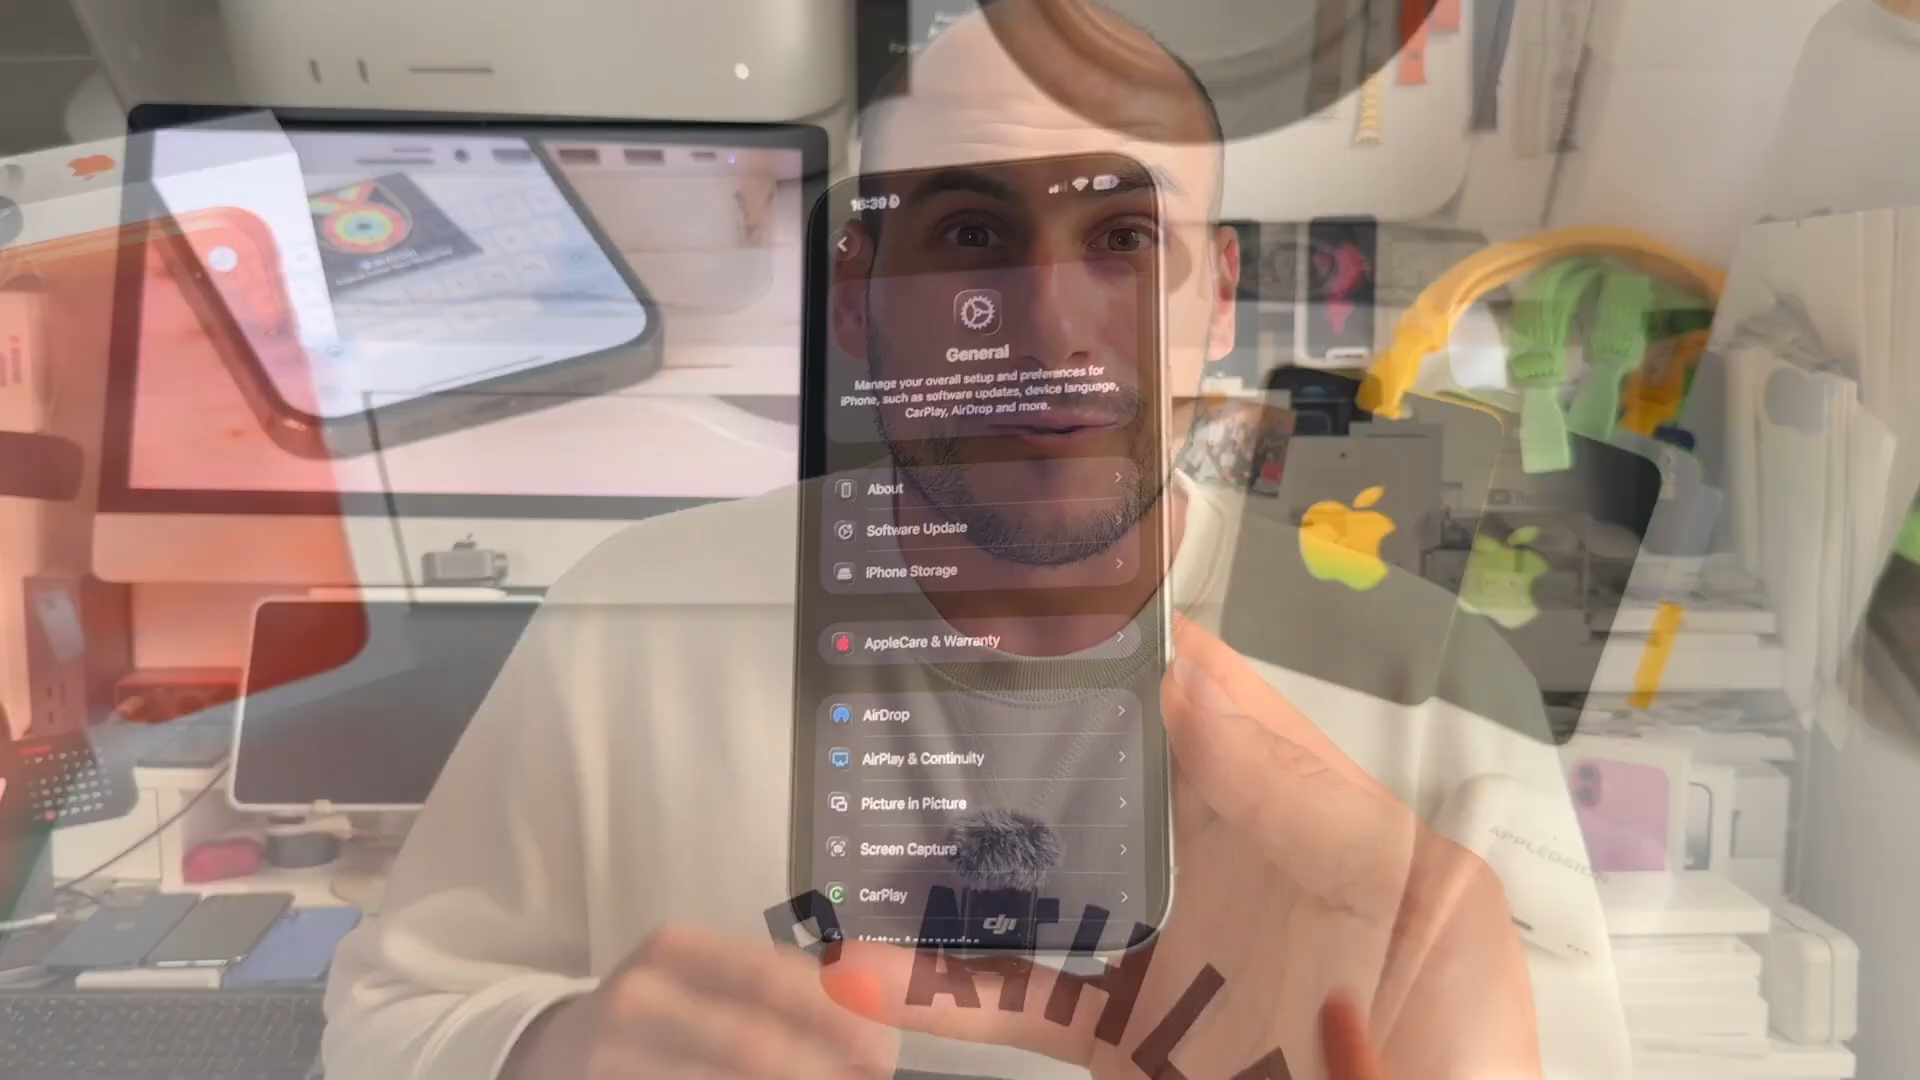 16:39
General
Manage your overall setup and preferences for
iPhone, such as software updates, device language,
CarPlay, AirDrop and more.
About
Software Update
iPhone Storage
AppleCare & Warranty
AirDrop
AirPlay & Continuity
Picture in Picture
Screen Capture
CarPlay
dji